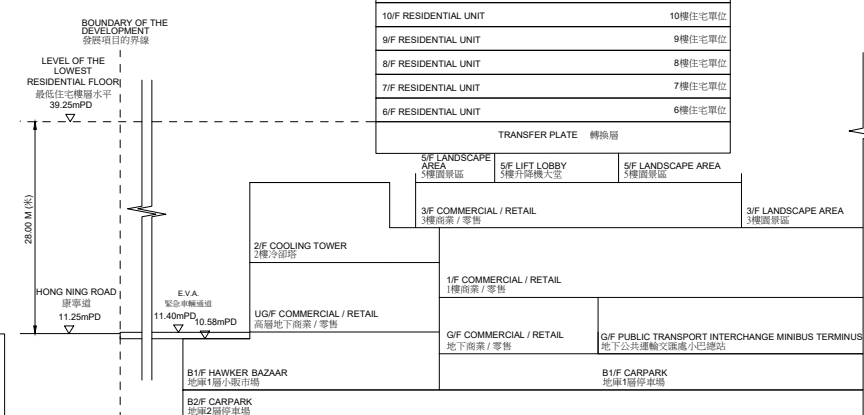 10/F RESIDENTIAL UNIT 10樓住宅單位
BOUNDARY OF THE
DEVELOPMENT
發展項目的界線
9/F RESIDENTIAL UNIT 9樓住宅單位
LEVEL OF THE
LOWEST
RESIDENTIAL FLOOR
最低住宅樓層水平
39.25mPD
8/F RESIDENTIAL UNIT 8樓住宅單位
7/F RESIDENTIAL UNIT 7樓住宅單位
6/F RESIDENTIAL UNIT 6樓住宅單位
TRANSFER PLATE 轉換層
5/F LANDSCAPE
AREA
5樓園景區
5/F LIFT LOBBY
5樓升降機大堂
5/F LANDSCAPE AREA
5樓園景區
28.00 M (米)
3/F COMMERCIAL / RETAIL
3樓商業 / 零售
3/F LANDSCAPE AREA
3樓園景區
2/F COOLING TOWER
2樓冷卻塔
1/F COMMERCIAL / RETAIL
1樓商業 / 零售
HONG NING ROAD
康寧道
11.25mPD
E.V.A.
緊急車輛通道
11.40mPD
10.58mPD
UG/F COMMERCIAL / RETAIL
高層地下商業 / 零售
G/F COMMERCIAL / RETAIL
地下商業 / 零售
G/F PUBLIC TRANSPORT INTERCHANGE MINIBUS TERMINUS
地下公共運輸交匯處小巴總站
B1/F HAWKER BAZAAR
地庫1層小販市場
B1/F CARPARK
地庫1層停車場
B2/F CARPARK
地庫2層停車場